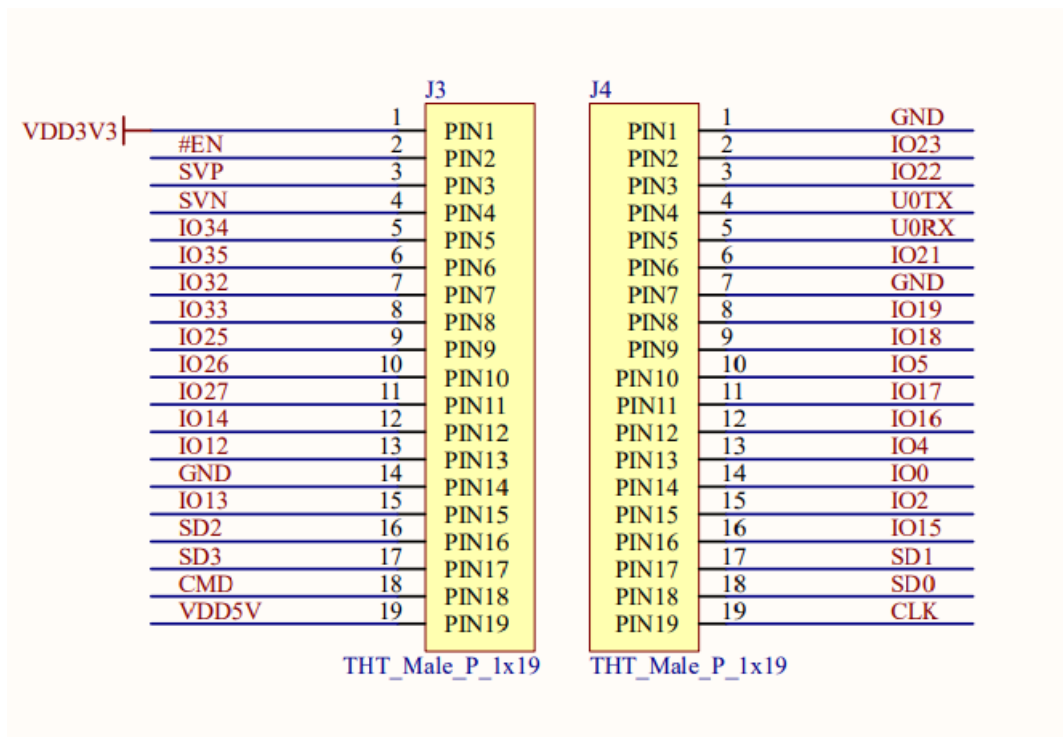 J3 J4
1 PIN1 PIN1 1 GND
VDD3V3
#EN 2 PIN2 PIN2 2 IO23
SVP 3 PIN3 PIN3 3 IO22
SVN 4 PIN4 PIN4 4 U0TX
IO34 5 PIN5 PIN5 5 U0RX
IO35 6 PIN6 PIN6 6 IO21
IO32 7 PIN7 PIN7 7 GND
IO33 8 PIN8 PIN8 8 IO19
IO25 9 PIN9 PIN9 9 IO18
IO26 10 PIN10 PIN10 10 IO5
IO27 11 PIN11 PIN11 11 IO17
IO14 12 PIN12 PIN12 12 IO16
IO12 13 PIN13 PIN13 13 IO4
GND 14 PIN14 PIN14 14 IO0
IO13 15 PIN15 PIN15 15 IO2
SD2 16 PIN16 PIN16 16 IO15
SD3 17 PIN17 PIN17 17 SD1
CMD 18 PIN18 PIN18 18 SD0
VDD5V 19 PIN19 PIN19 19 CLK
THT_Male_P_1x19 THT_Male_P_1x19